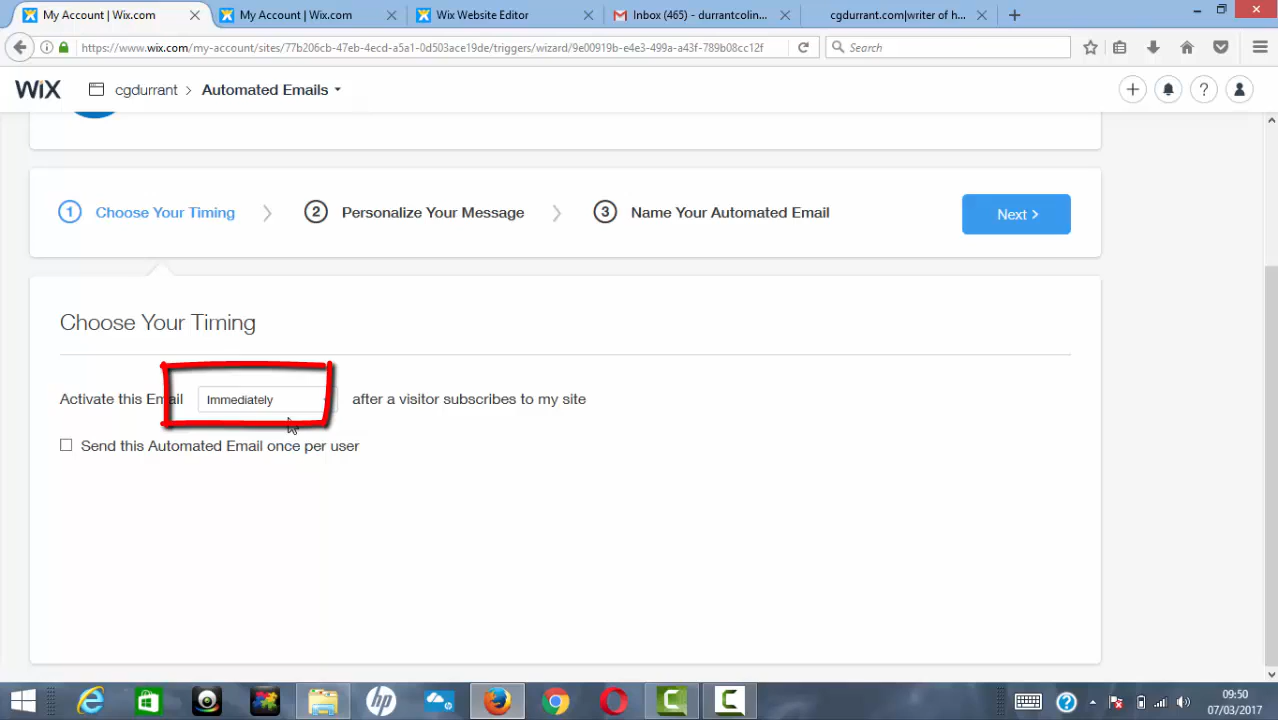 My Account | Wix.com
My Account | Wix.com
Wix Website Editor
Inbox (465) - durrantcolin...
cgdurrant.com|writer of h...
https://www.wix.com/my-account/sites/77b206cb-47eb-4ecd-a5a1-0d503ace19de/triggers/wizard/9e00919b-e4e3-499a-a43f-789b08cc12f
Search
WiX cgdurrant > Automated Emails
1 Choose Your Timing
2 Personalize Your Message
3 Name Your Automated Email
Next >
Choose Your Timing
Activate this Email Immediately after a visitor subscribes to my site
Send this Automated Email once per user
09:50
07/03/2017